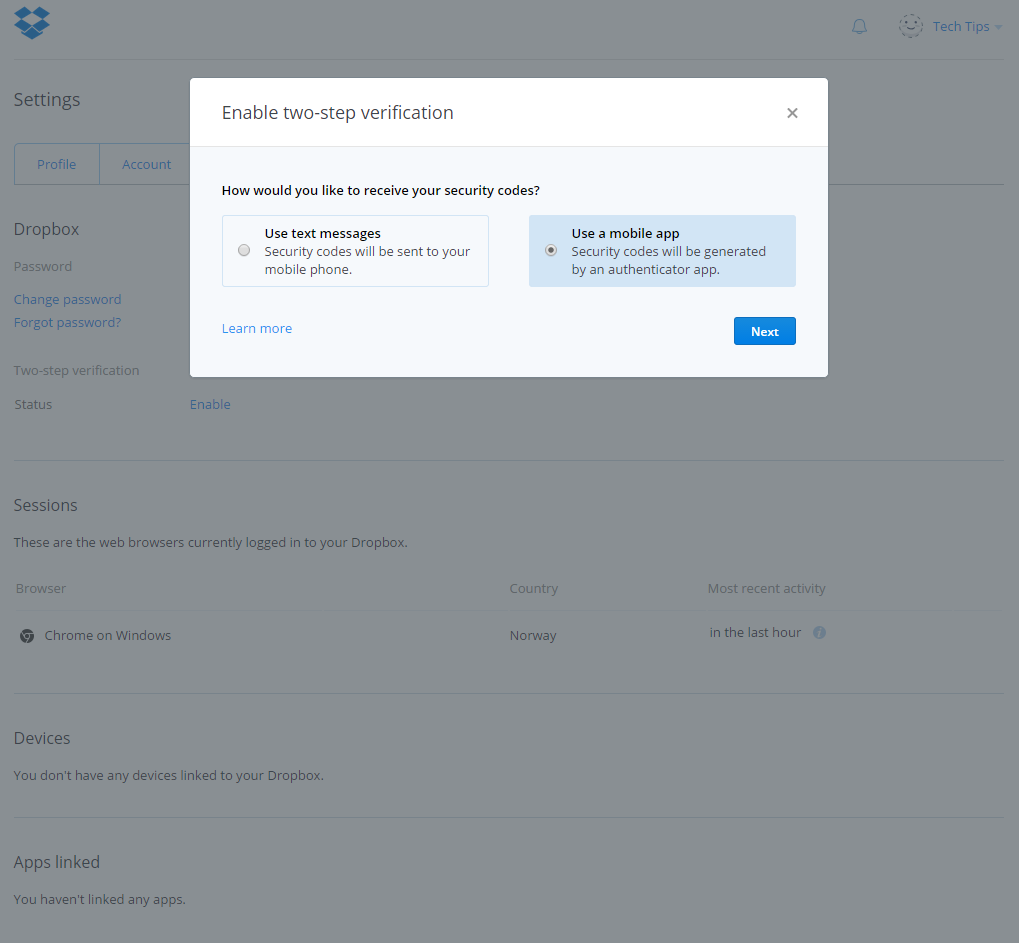 Tech Tips
Settings
Enable two-step verification
Profile
Account
How would you like to receive your security codes?
Use text messages
Security codes will be sent to your
mobile phone.
Use a mobile app
Security codes will be generated
by an authenticator app.
Learn more
Next
Dropbox
Password
Change password
Forgot password?
Two-step verification
Status Enable
Sessions
These are the web browsers currently logged in to your Dropbox.
Browser Country Most recent activity
Chrome on Windows Norway in the last hour
Devices
You don't have any devices linked to your Dropbox.
Apps linked
You haven't linked any apps.